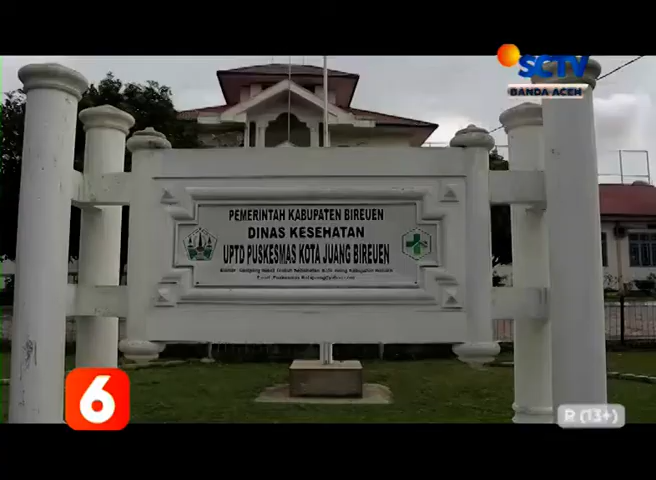 SCTV
BANDA ACEH
PEMERINTAH KABUPATEN BIREUEN
DINAS KESEHATAN
UPTD PUSKESMAS KOTA JUANG BIREUEN
6
R (13+)